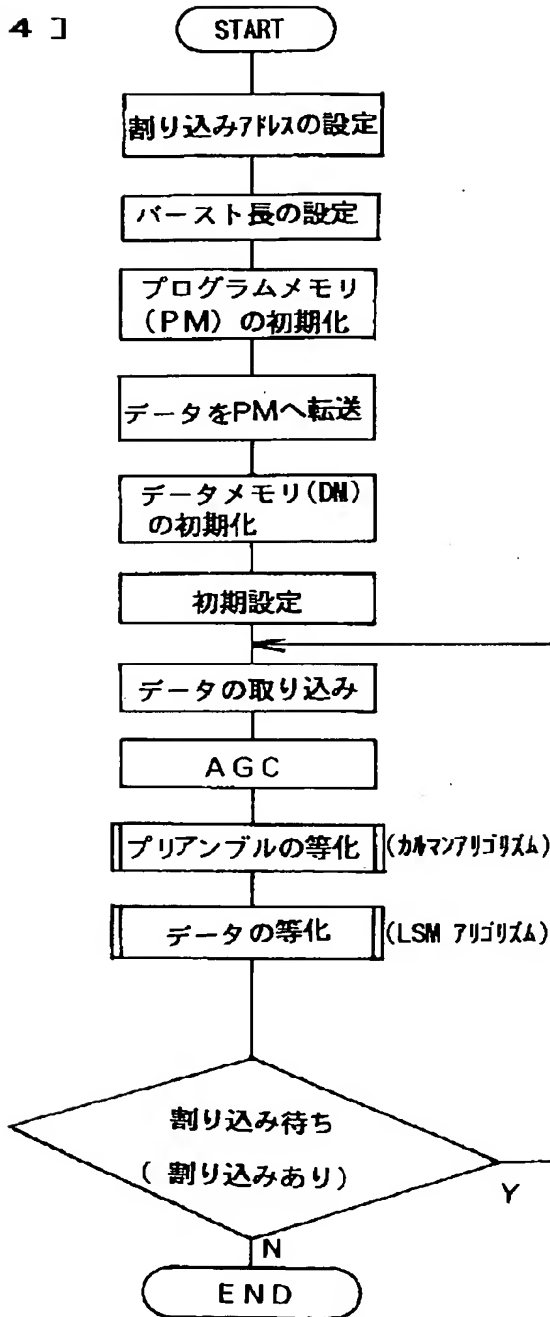 4 ]
START
割り込みアドレスの設定
バースト長の設定
プログラムメモリ
(PM) の初期化
データをPMへ転送
データメモリ(DM)
の初期化
初期設定
データの取り込み
AGC
プリアンブルの等化 (カルマンアリゴリズム)
データの等化 (LSM アリゴリズム)
割り込み待ち
( 割り込みあり)
Y
N
END